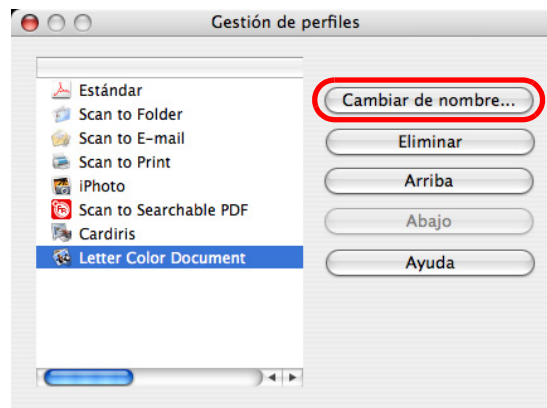 Gestión de perfiles
Estándar
Scan to Folder
Scan to E-mail
Scan to Print
iPhoto
Scan to Searchable PDF
Cardiris
Letter Color Document
Cambiar de nombre...
Eliminar
Arriba
Abajo
Ayuda